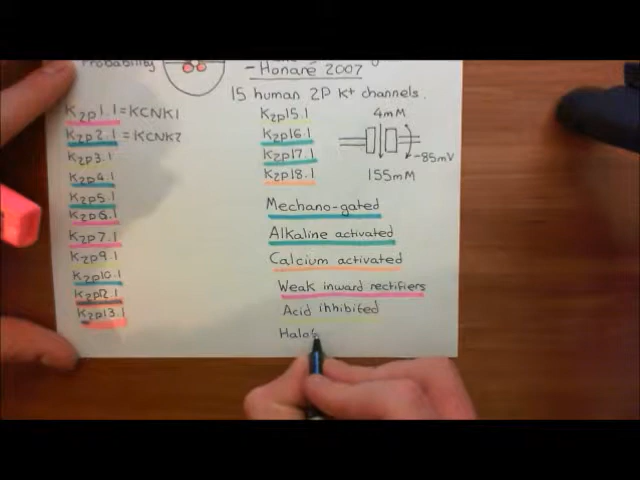 Probability
- Honaré 2007
15 human 2P K+ channels.
K2P1.1 = KCNK1
K2P2.1 = KCNK2
K2P3.1
K2P4.1
K2P5.1
K2P6.1
K2P7.1
K2P9.1
K2P10.1
K2P12.1
K2P13.1
K2P15.1
K2P16.1
K2P17.1
K2P18.1
4mM
-85mV
155mM
Mechano-gated
Alkaline activated
Calcium activated
Weak inward rectifiers
Acid inhibited